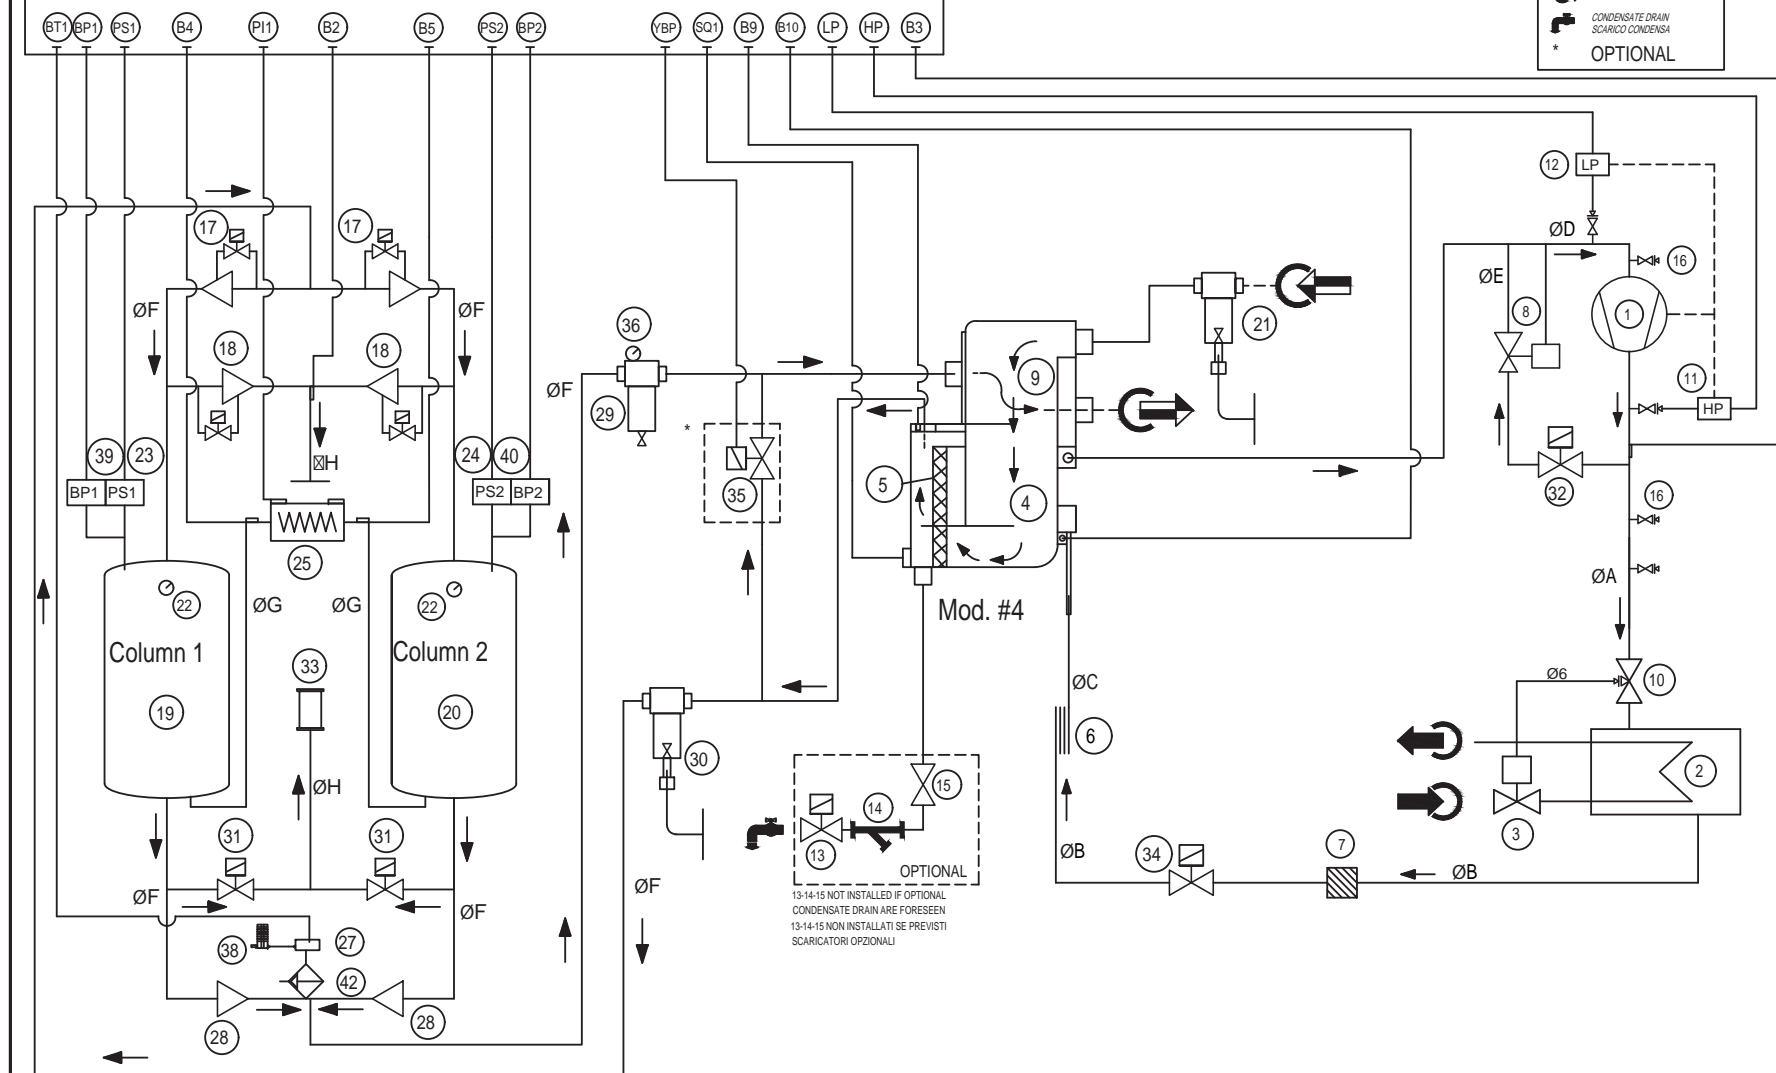 BT1 BP1 PS1 B4 PI1 B2 B5 PS2 BP2 YBP SQ1 B9 B10 LP HP B3
CONDENSATE DRAIN
SCARICO CONDENSA
* OPTIONAL
12 LP
17 17
ØD
16
ØE
ØF ØF
36
21
8
1
18 18
9
ØF
11
29
HP
*
39 23
24 40
ØH
BP1 PS1
PS2 BP2
35
5
4
32
16
25
ØA
22
ØG ØG
22
Mod. #4
Column 1
Column 2
33
ØC
Ø6
10
19
20
6
30
2
ØH
15
14
31 31
13
3
OPTIONAL
ØB
34
7
ØB
ØF
ØF
ØF
13-14-15 NOT INSTALLED IF OPTIONAL
CONDENSATE DRAIN ARE FORESEEN
13-14-15 NON INSTALLATI SE PREVISTI
SCARICATORI OPZIONALI
38
27
42
28
28